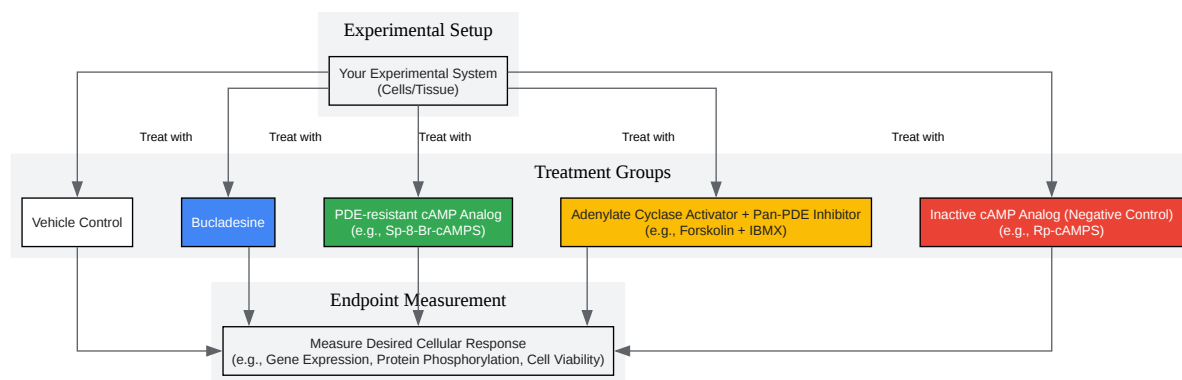 Experimental Setup
Your Experimental System
(Cells/Tissue)
Treat with
Treat with
Treat with
Treat with
Treat with
Treatment Groups
Vehicle Control
Bucladesine
PDE-resistant cAMP Analog
(e.g., Sp-8-Br-cAMPS)
Adenylate Cyclase Activator + Pan-PDE Inhibitor
(e.g., Forskolin + IBMX)
Inactive cAMP Analog (Negative Control)
(e.g., Rp-cAMPS)
Endpoint Measurement
Measure Desired Cellular Response
(e.g., Gene Expression, Protein Phosphorylation, Cell Viability)